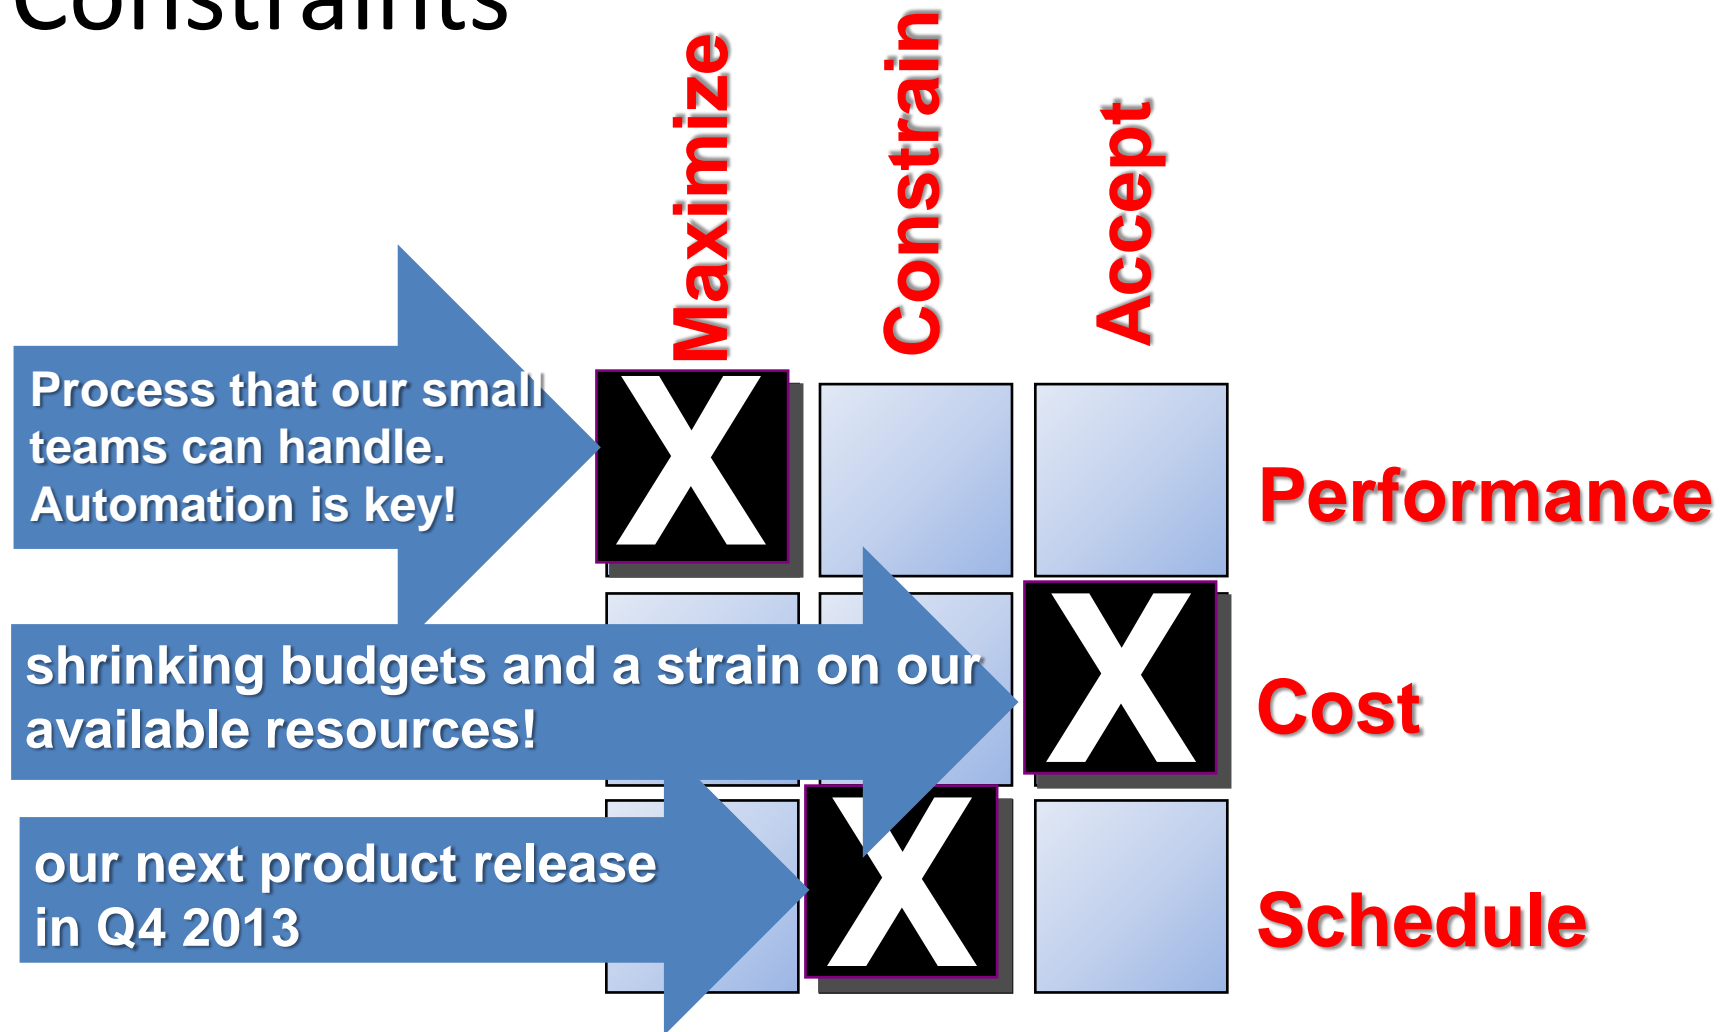 Constraints
Maximize
Constrain
Accept
Process that our small
teams can handle.
Automation is key!
X
Performance
shrinking budgets and a strain on our
available resources!
X
Cost
our next product release
in Q4 2013
X
Schedule